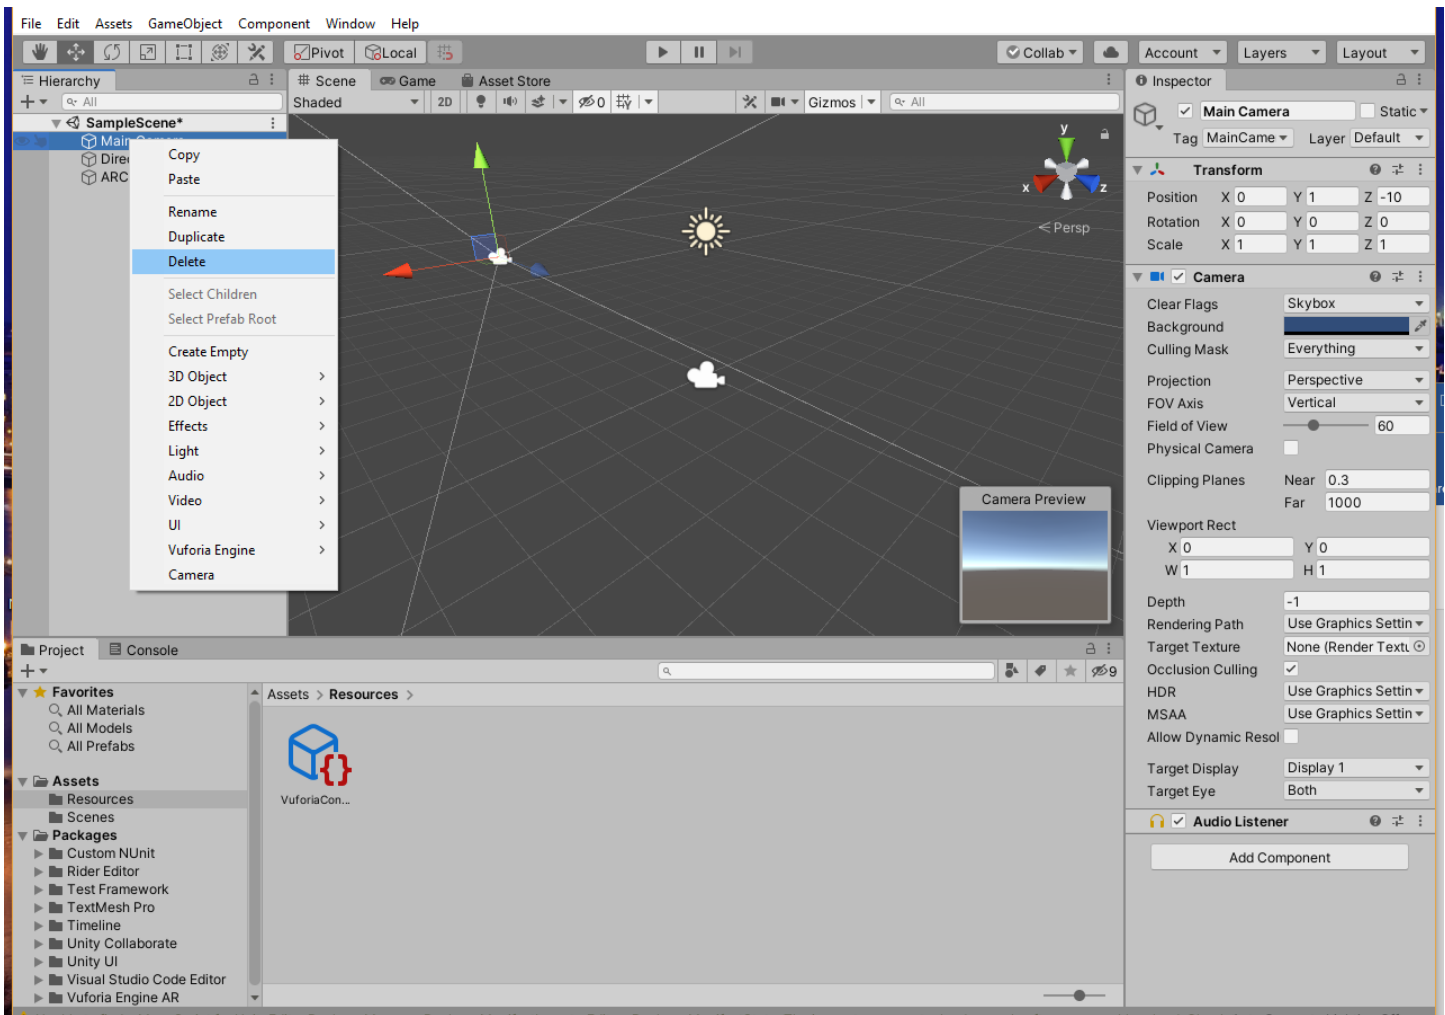 File Edit Assets GameObject Component Window Help
Pivot Local Collab Account Layers Layout
Hierarchy
All
SampleScene*
Main Camera
Dire
ARC
Copy
Paste
Rename
Duplicate
Delete
Select Children
Select Prefab Root
Create Empty
3D Object
2D Object
Effects
Light
Audio
Video
UI
Vuforia Engine
Camera
Scene Game Asset Store
Shaded 2D 0 Gizmos All
y
x z
Persp
Camera Preview
Inspector
Main Camera Static
Tag MainCame Layer Default
Transform
Position X 0 Y 1 Z -10
Rotation X 0 Y 0 Z 0
Scale X 1 Y 1 Z 1
Camera
Clear Flags Skybox
Background
Culling Mask Everything
Projection Perspective
FOV Axis Vertical
Field of View 60
Physical Camera
Clipping Planes Near 0.3
Far 1000
Viewport Rect
X 0 Y 0
W 1 H 1
Depth -1
Rendering Path Use Graphics Settin
Target Texture None (Render Textu
Occlusion Culling
HDR Use Graphics Settin
MSAA Use Graphics Settin
Allow Dynamic Resol
Target Display Display 1
Target Eye Both
Audio Listener
Add Component
Project Console
9
Favorites
All Materials
All Models
All Prefabs
Assets
Resources
Scenes
Packages
Custom NUnit
Rider Editor
Test Framework
TextMesh Pro
Timeline
Unity Collaborate
Unity UI
Visual Studio Code Editor
Vuforia Engine AR
Assets > Resources >
VuforiaCon...